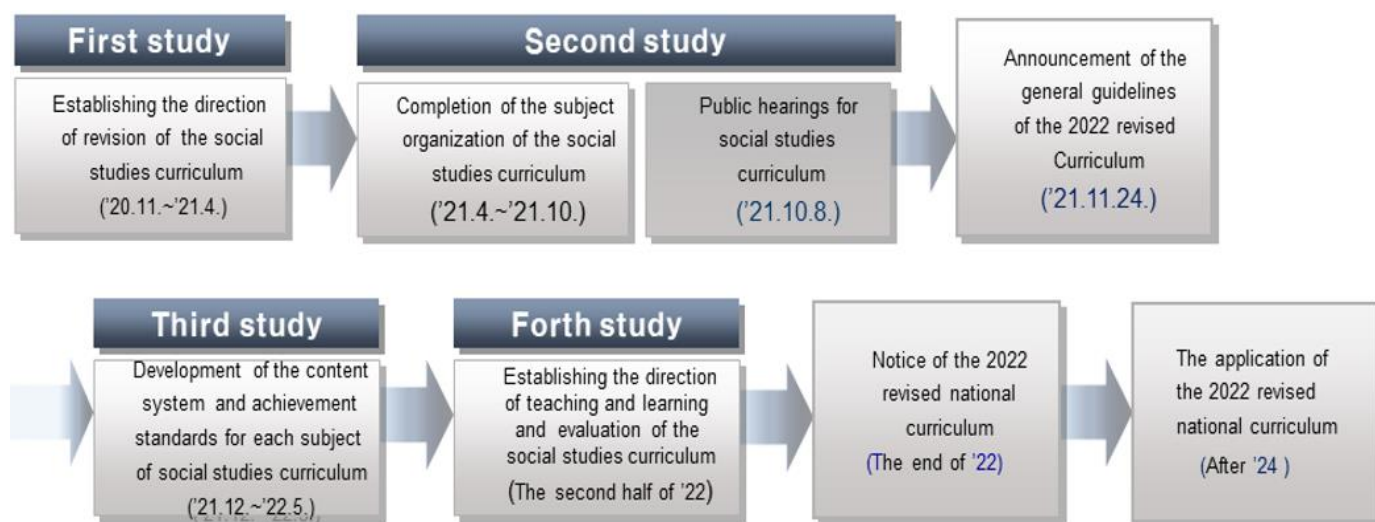 First study
Establishing the direction
of revision of the social
studies curriculum
('20.11.~'21.4.)
Second study
Completion of the subject
organization of the social
studies curriculum
('21.4.~'21.10.)
Public hearings for
social studies
curriculum
('21.10.8.)
Announcement of the
general guidelines
of the 2022 revised
Curriculum
('21.11.24.)
Third study
Development of the content
system and achievement
standards for each subject
of social studies curriculum
('21.12.~'22.5.)
Forth study
Establishing the direction
of teaching and learning
and evaluation of the
social studies curriculum
(The second half of '22)
Notice of the 2022
revised national
curriculum
(The end of '22)
The application of
the 2022 revised
national curriculum
(After '24 )